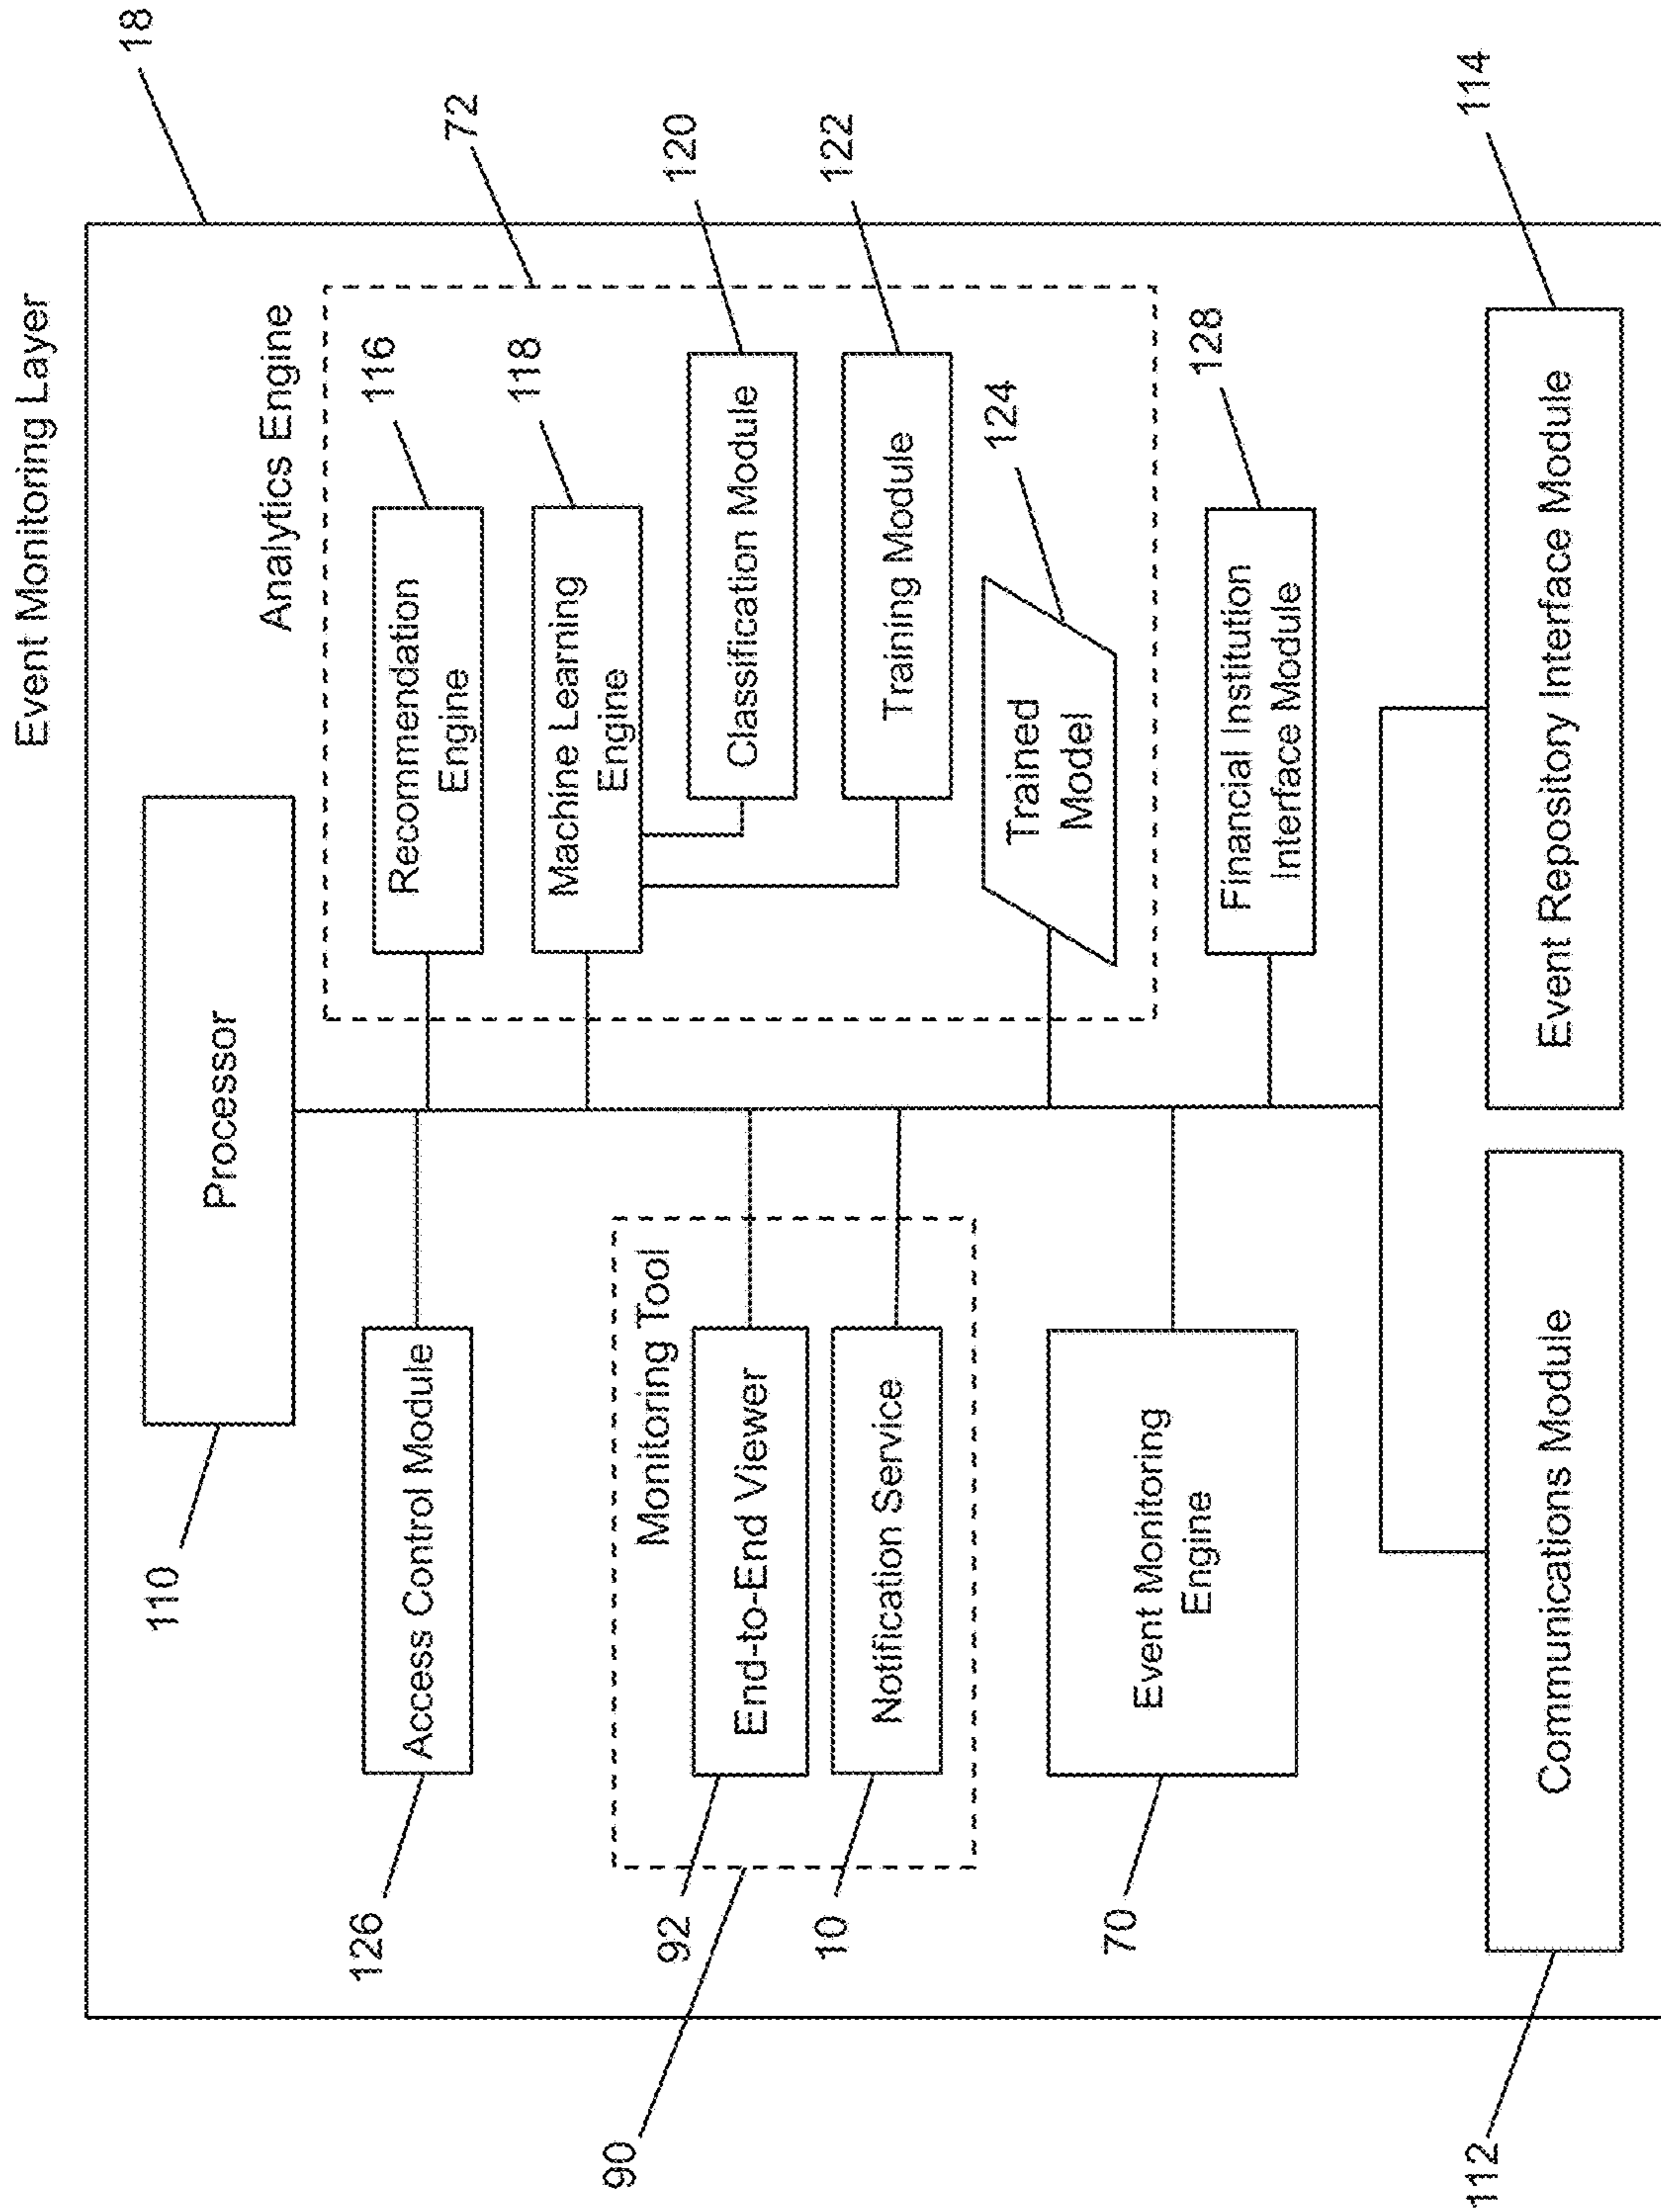 Event Monitoring Layer
18
Processor
110
Analytics Engine
72
Recommendation
Engine
116
Machine Learning
Engine
118
Classification Module
120
Training Module
122
Trained
Model
124
Access Control Module
126
Monitoring Tool
End-to-End Viewer
92
Notification Service
10
90
Event Monitoring
Engine
70
Financial Institution
Interface Module
128
Communications Module
112
Event Repository Interface Module
114